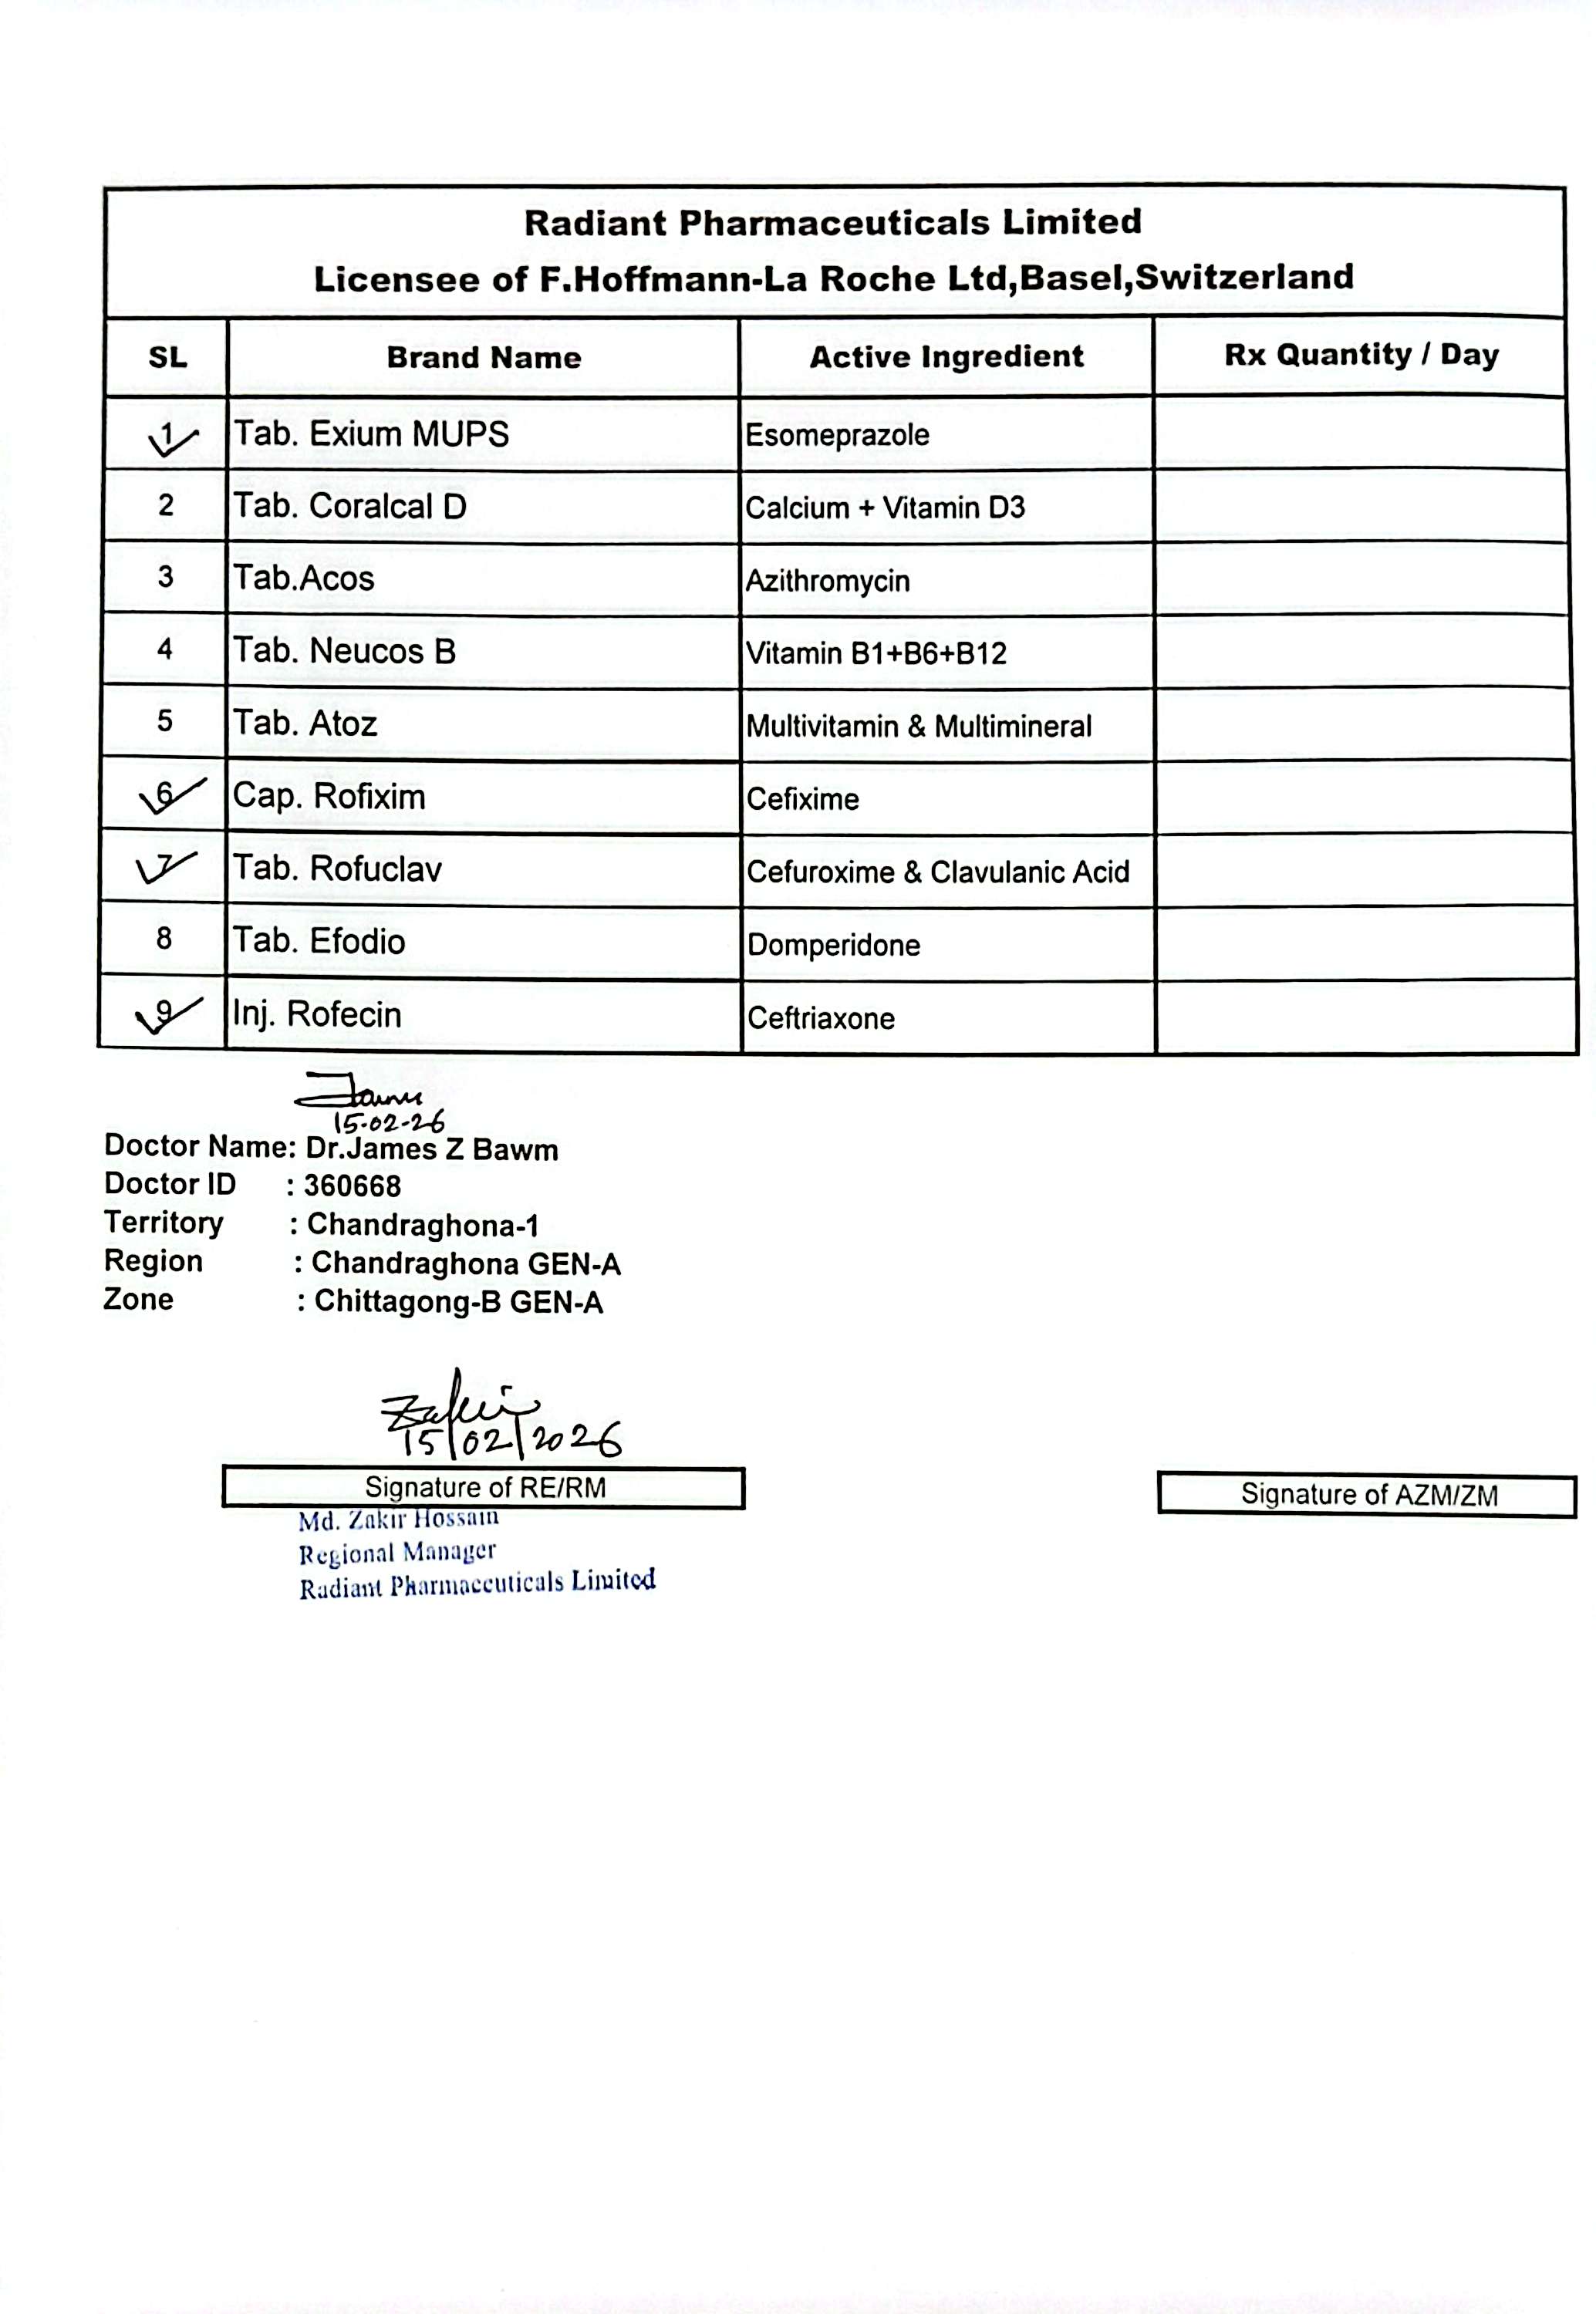 Radiant Pharmaceuticals Limited
Licensee of F.Hoffmann-La Roche Ltd,Basel,Switzerland
SL Brand Name Active Ingredient Rx Quantity / Day
1 Tab. Exium MUPS Esomeprazole
2 Tab. Coralcal D Calcium + Vitamin D3
3 Tab.Acos Azithromycin
4 Tab. Neucos B Vitamin B1+B6+B12
5 Tab. Atoz Multivitamin & Multimineral
6 Cap. Rofixim Cefixime
7 Tab. Rofuclav Cefuroxime & Clavulanic Acid
8 Tab. Efodio Domperidone
9 Inj. Rofecin Ceftriaxone
15-02-26
Doctor Name: Dr.James Z Bawm
Doctor ID : 360668
Territory : Chandraghona-1
Region : Chandraghona GEN-A
Zone : Chittagong-B GEN-A
Zakir
15/02/2026
Signature of RE/RM Signature of AZM/ZM
Md. Zakir Hossain
Regional Manager
Radiant Pharmaceuticals Limited